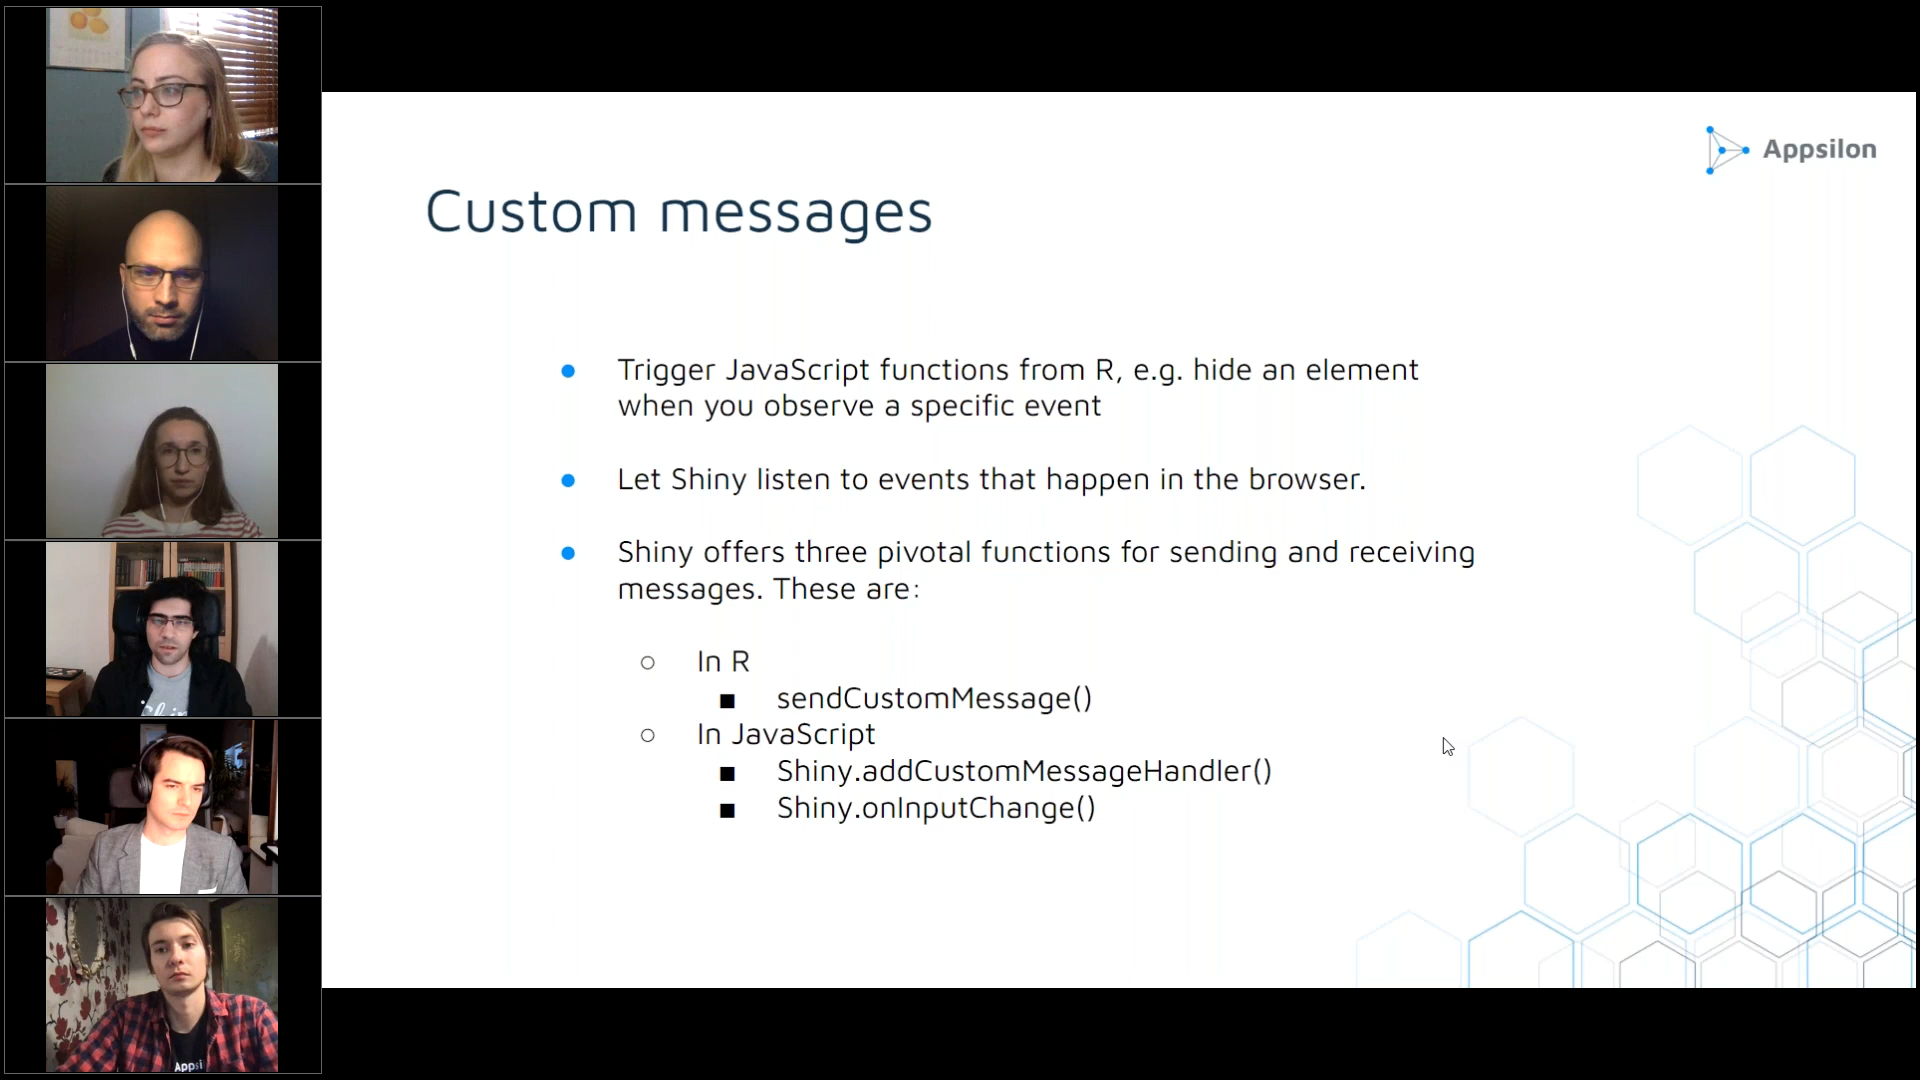 Appsilon
Custom messages
● Trigger JavaScript functions from R, e.g. hide an element
when you observe a specific event
● Let Shiny listen to events that happen in the browser.
● Shiny offers three pivotal functions for sending and receiving
messages. These are:
○ In R
■ sendCustomMessage()
○ In JavaScript
■ Shiny.addCustomMessageHandler()
■ Shiny.onInputChange()
Appsi